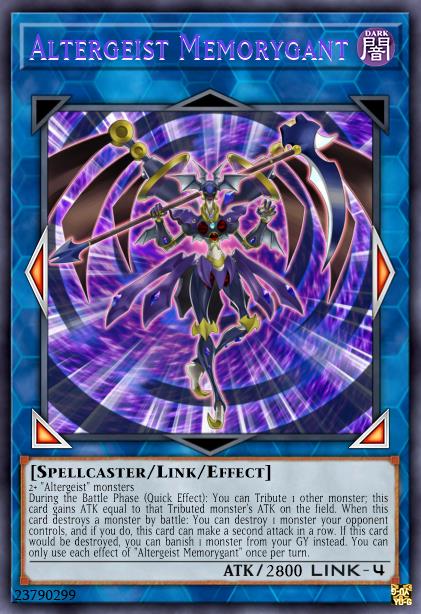 Altergeist Memorygant
DARK
闇
[Spellcaster/Link/Effect]
2+ "Altergeist" monsters
During the Battle Phase (Quick Effect): You can Tribute 1 other monster; this
card gains ATK equal to that Tributed monster's ATK on the field. When this
card destroys a monster by battle: You can destroy 1 monster your opponent
controls, and if you do, this card can make a second attack in a row. If this card
would be destroyed, you can banish 1 monster from your GY instead. You can
only use each effect of "Altergeist Memorygant" once per turn.
ATK/2800 LINK-4
23790299